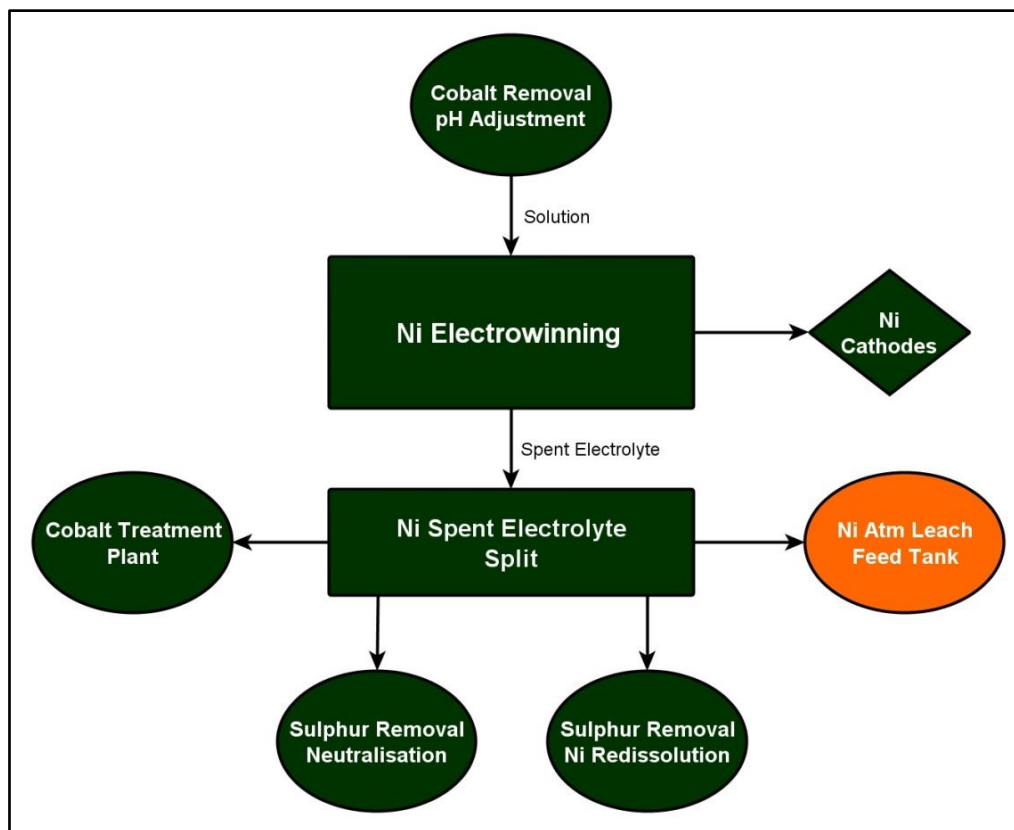 Cobalt Removal
pH Adjustment
Solution
Ni Electrowinning
Ni
Cathodes
Spent Electrolyte
Cobalt Treatment
Plant
Ni Spent Electrolyte
Split
Ni Atm Leach
Feed Tank
Sulphur Removal
Neutralisation
Sulphur Removal
Ni Redissolution